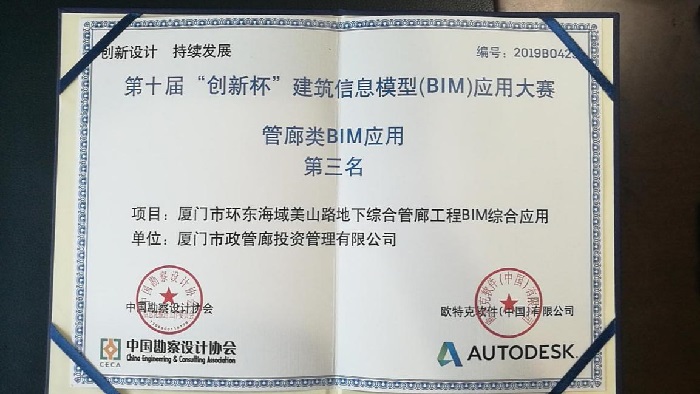 创新设计 持续发展
编号：2019B042
第十届“创新杯”建筑信息模型(BIM)应用大赛
管廊类BIM应用
第三名
项目：厦门市环东海域美山路地下综合管廊工程BIM综合应用
单位：厦门市政管廊投资管理有限公司
中国勘察设计协会
欧特克软件(中国)有限公司
CECA
中国勘察设计协会
China Engineering & Consulting Association
AUTODESK.